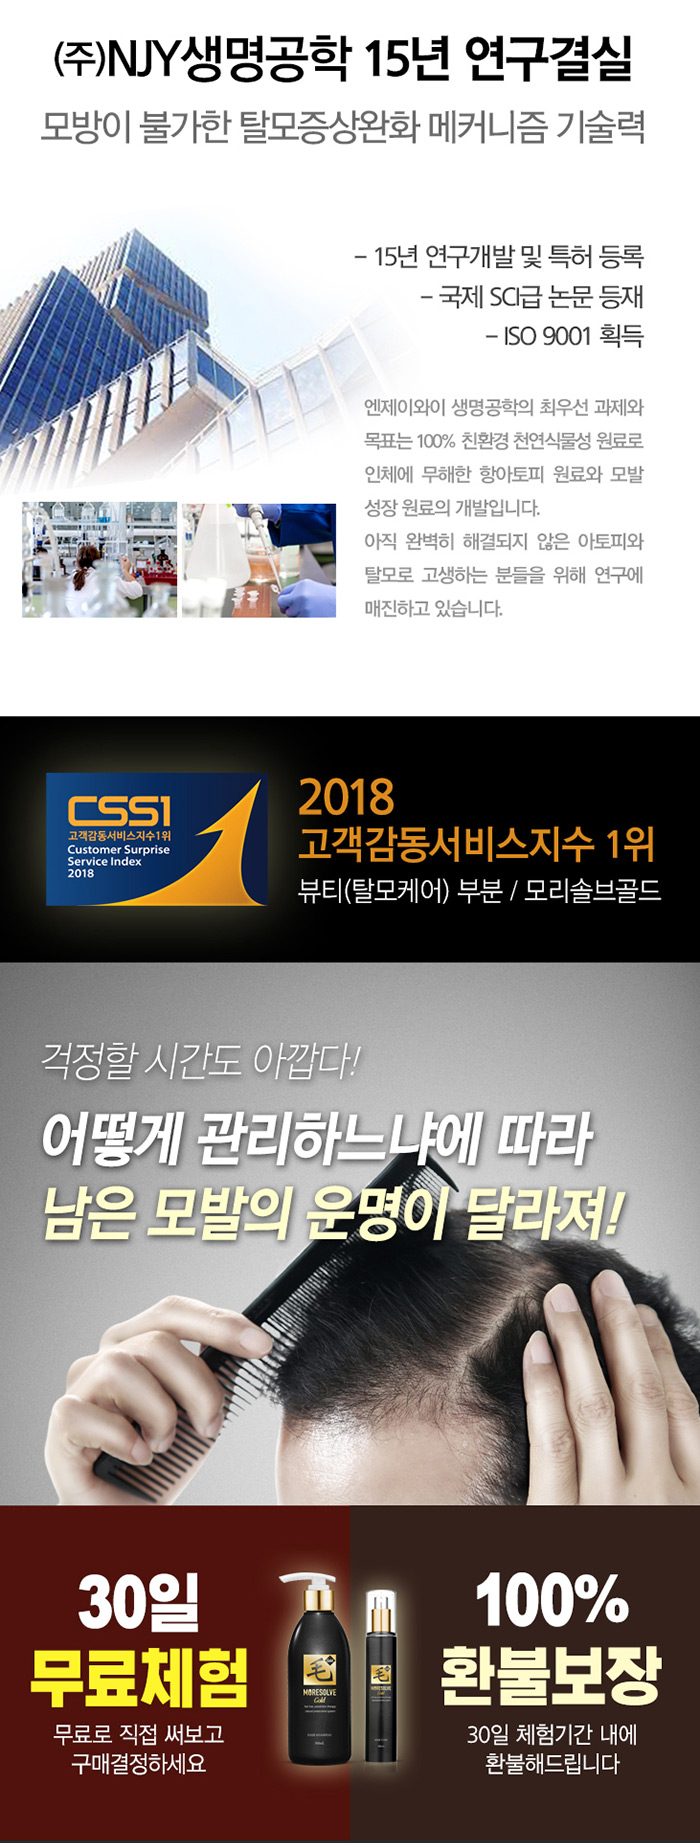 (주)NJY생명공학 15년 연구결실
모방이 불가한 탈모증상완화 메커니즘 기술력
- 15년 연구개발 및 특허 등록
- 국제 SCI급 논문 등재
- ISO 9001 획득
엔제이와이 생명공학의 최우선 과제와
목표는 100% 친환경 천연식물성 원료로
인체에 무해한 항아토피 원료와 모발
성장 원료의 개발입니다.
아직 완벽히 해결되지 않은 아토피와
탈모로 고생하는 분들을 위해 연구에
매진하고 있습니다.
CSS1
고객감동서비스지수1위
Customer Surprise
Service Index
2018
2018
고객감동서비스지수 1위
뷰티(탈모케어) 부분 / 모리솔브골드
걱정할 시간도 아깝다!
어떻게 관리하느냐에 따라
남은 모발의 운명이 달라져!
30일
무료체험
무료로 직접 써보고
구매결정하세요
毛
MORESOLVE
Gold
毛
100%
환불보장
30일 체험기간 내에
환불해드립니다